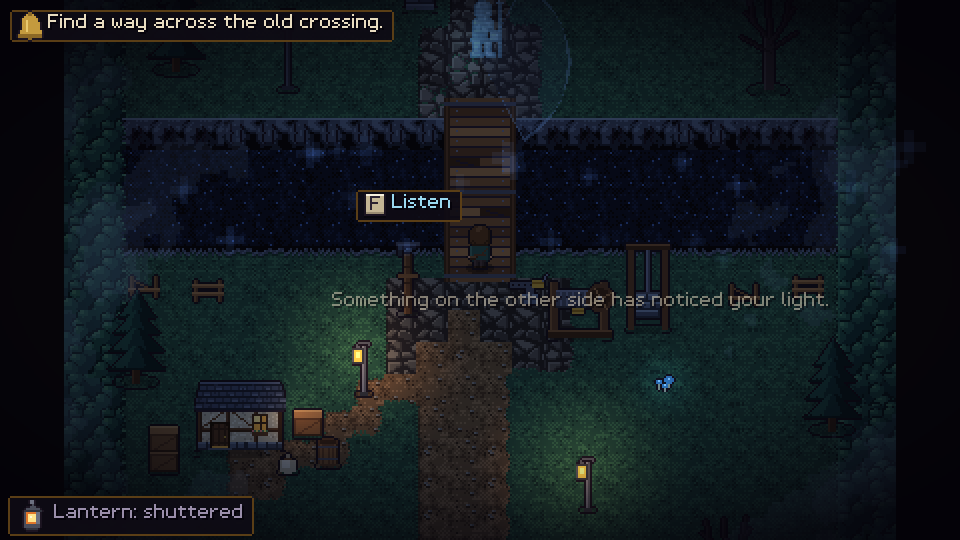 Find a way across the old crossing.
F Listen
Something on the other side has noticed your light.
Lantern: shuttered